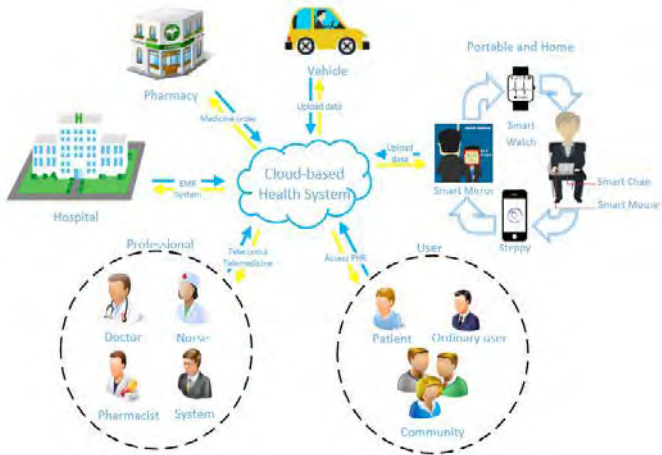 Vehicle
Portable and Home
Pharmacy
Upload data
Medicine order
H
Smart
Watch
Upload
data
Cloud-based
Health System
EMR
System
Smart Mirror
Smart Chair
Smart Mouse
Hospital
Steppy
Professional
User
Teleconsul
Telemedicine
Access PHR
Doctor
Nurse
Patient
Ordinary user
Pharmacist
System
Community